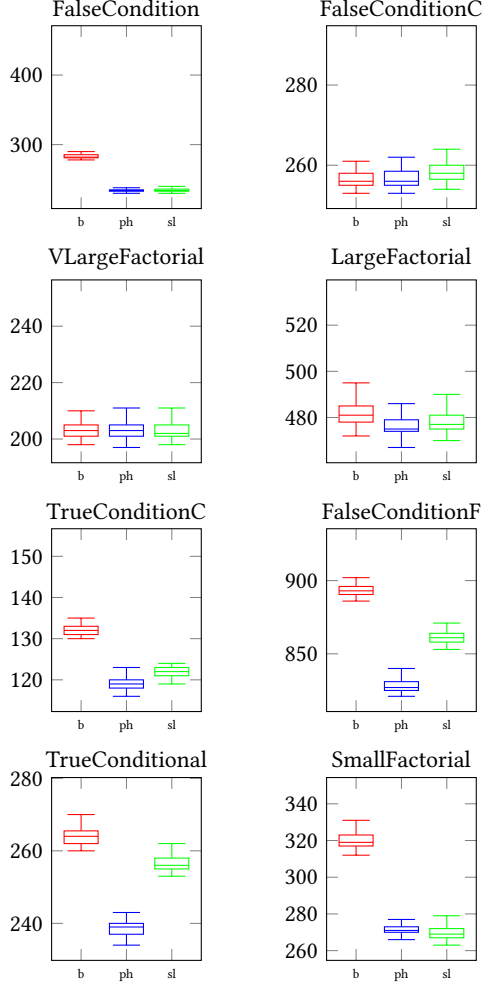 FalseCondition
400
300
b ph sl
FalseConditionC
280
260
b ph sl
VLargeFactorial
240
220
200
b ph sl
LargeFactorial
520
500
480
b ph sl
TrueConditionC
150
140
130
120
b ph sl
FalseConditionF
900
850
b ph sl
TrueConditional
280
260
240
b ph sl
SmallFactorial
340
320
300
280
260
b ph sl